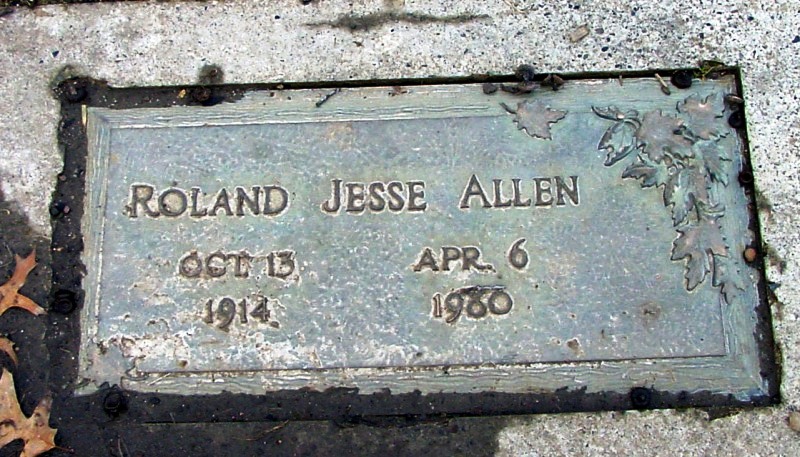 ROLAND JESSE ALLEN
OCT 13 APR. 6
1914 1960